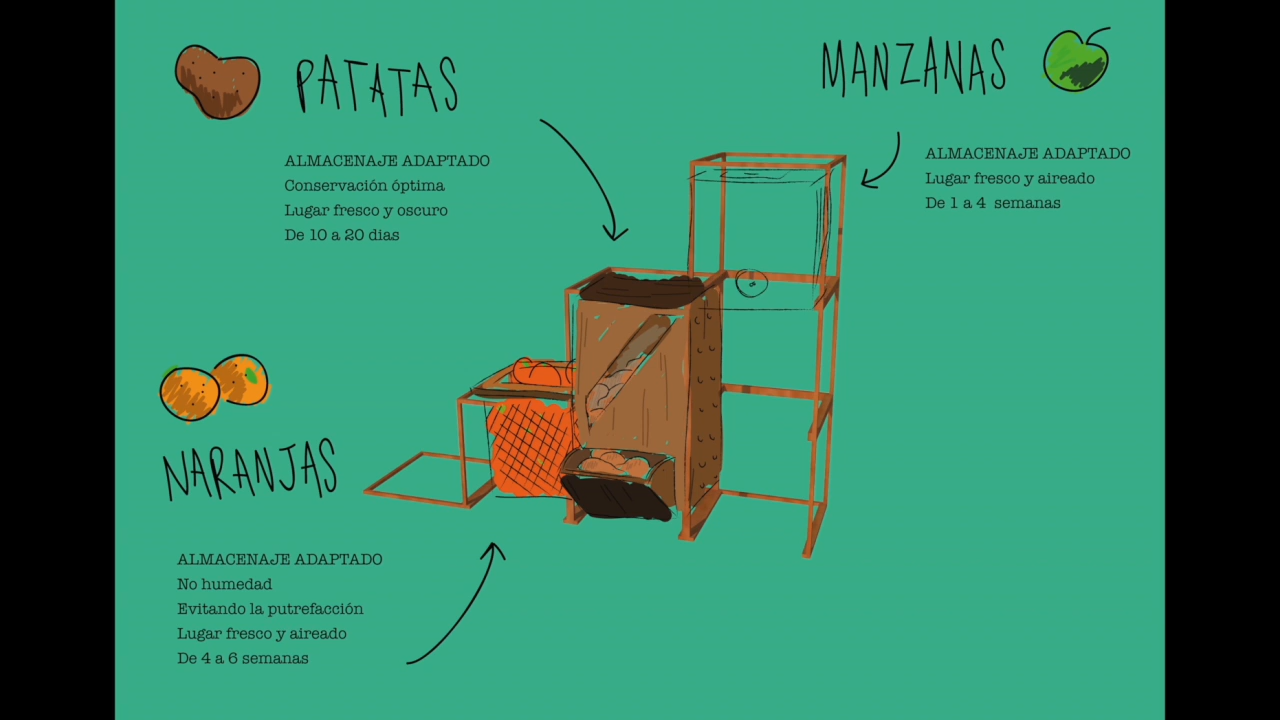 PATATAS
ALMACENAJE ADAPTADO
Conservación óptima
Lugar fresco y oscuro
De 10 a 20 dias
MANZANAS
ALMACENAJE ADAPTADO
Lugar fresco y aireado
De 1 a 4 semanas
NARANJAS
ALMACENAJE ADAPTADO
No humedad
Evitando la putrefacción
Lugar fresco y aireado
De 4 a 6 semanas